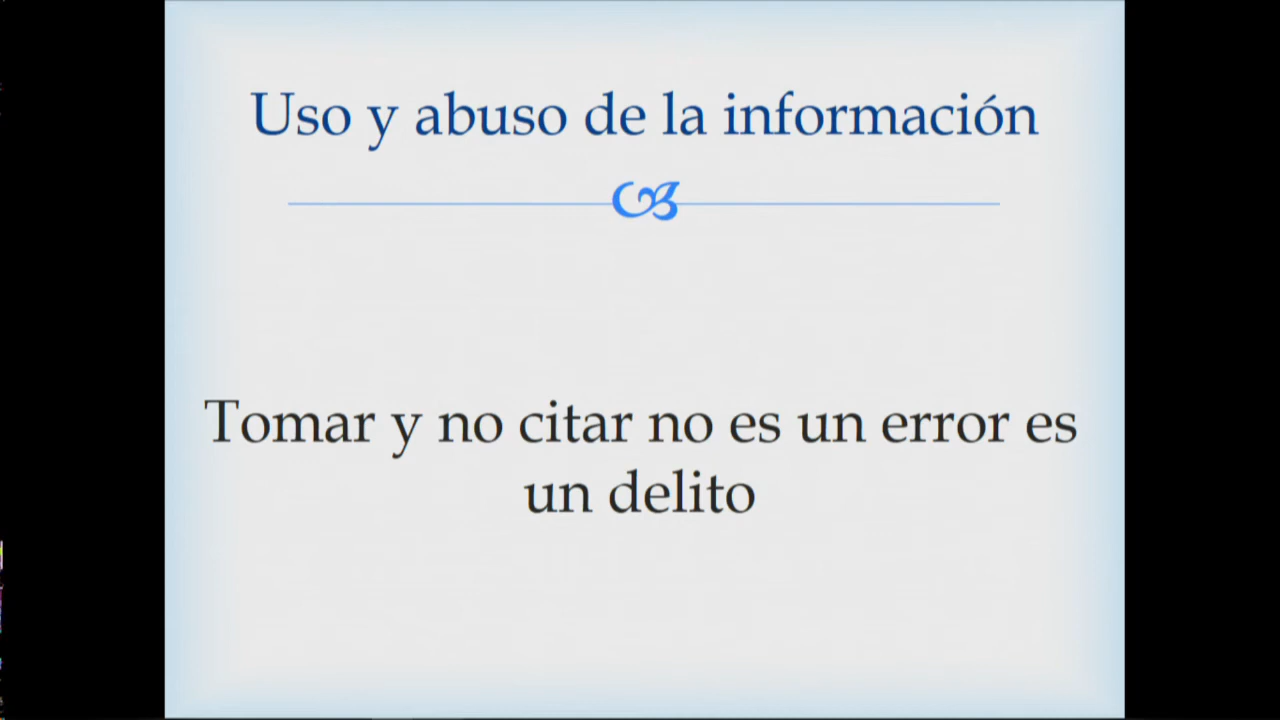 Uso y abuso de la información
Tomar y no citar no es un error es
un delito